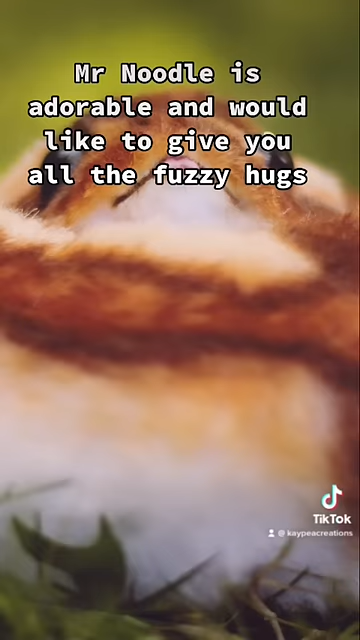 Mr Noodle is
adorable and would
like to give you
all the fuzzy hugs
TikTok
@kaypeacreations